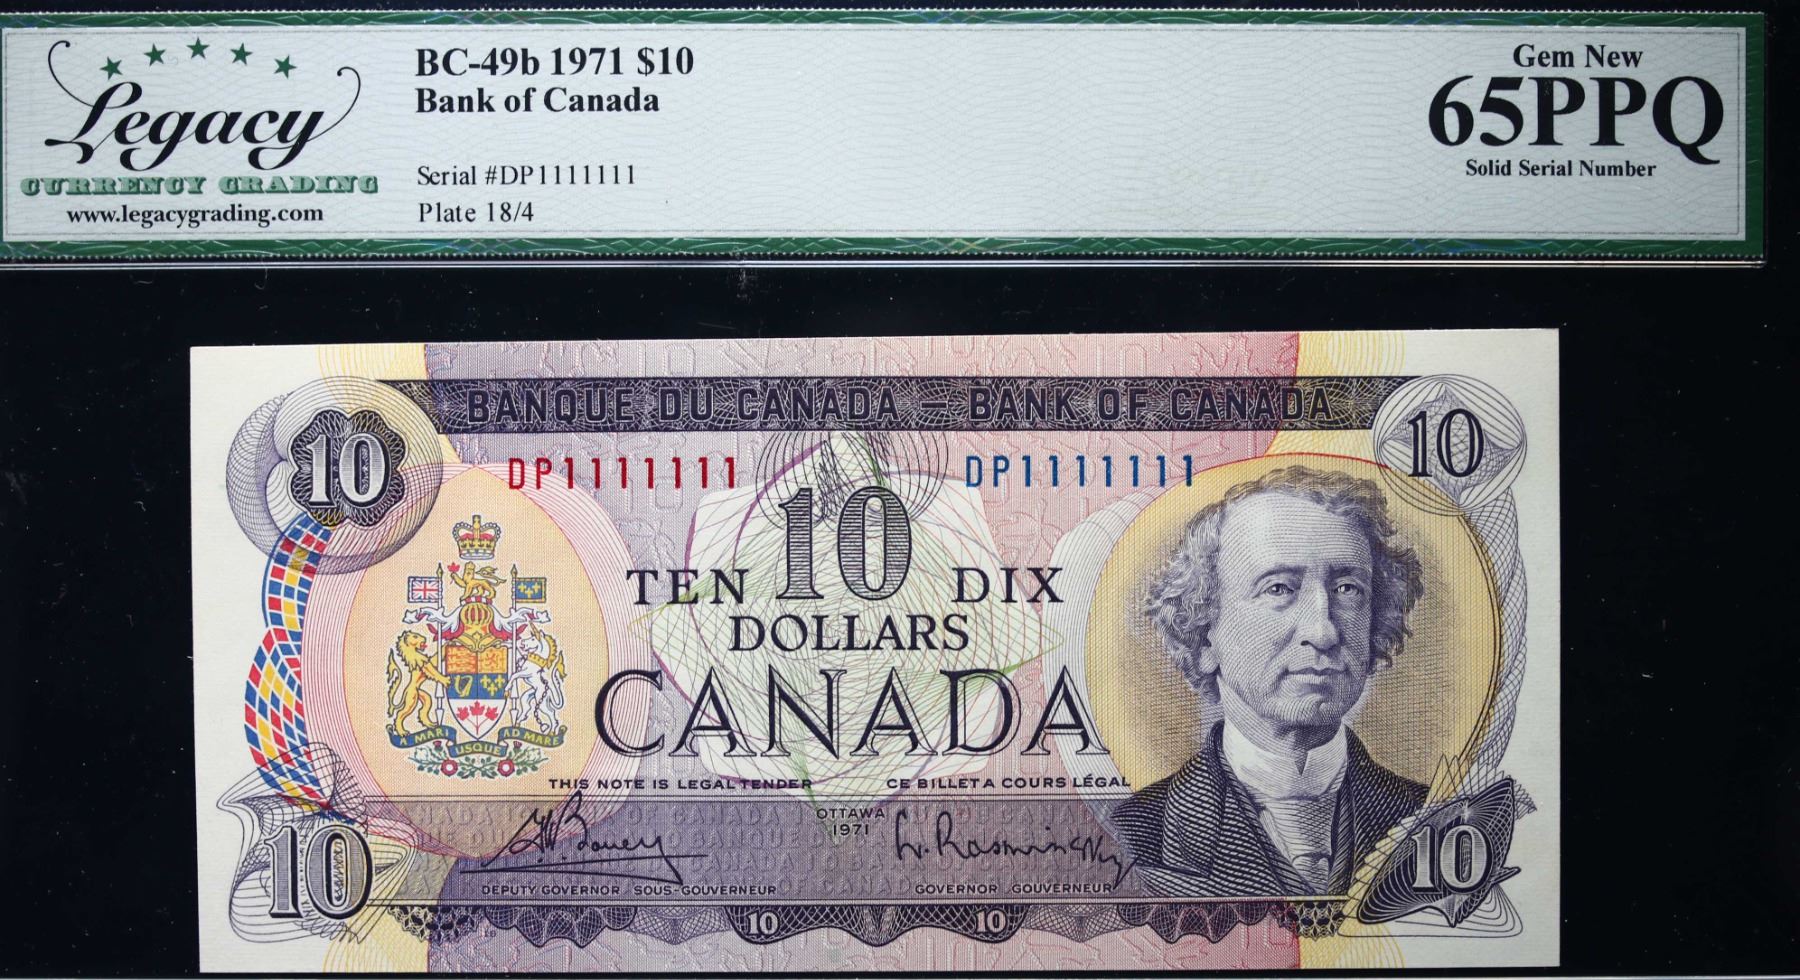 Legacy
CURRENCY GRADING
www.legacygrading.com
BC-49b 1971 $10
Bank of Canada
Serial #DP1111111
Plate 18/4
Gem New
65PPQ
Solid Serial Number
BANQUE DU CANADA – BANK OF CANADA
10
10
DP1111111
DP1111111
10
TEN
DIX
DOLLARS
CANADA
A MARI USQUE AD MARE
THIS NOTE IS LEGAL TENDER
CE BILLET A COURS LÉGAL
OTTAWA
1971
DEPUTY GOVERNOR SOUS-GOUVERNEUR
GOVERNOR GOUVERNEUR
10
10
10
10